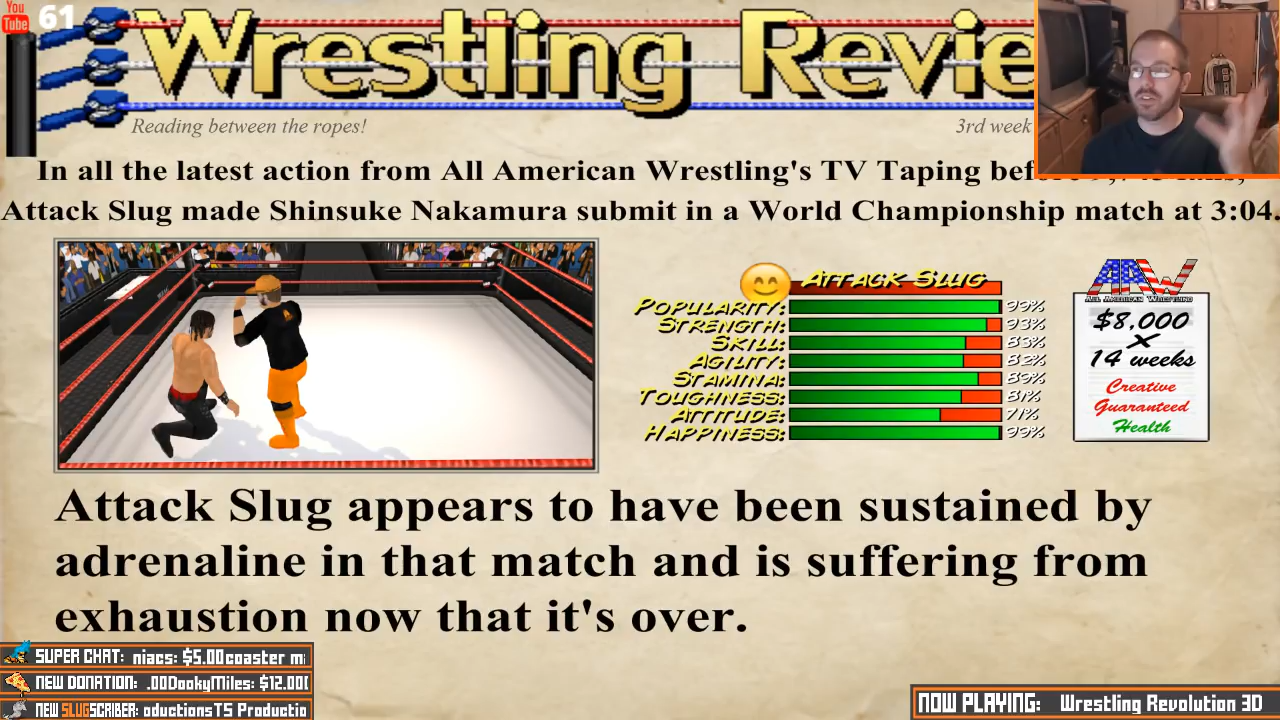 You
Tube
61
Wrestling Revie
Reading between the ropes!
3rd week
In all the latest action from All American Wrestling's TV Taping
Attack Slug made Shinsuke Nakamura submit in a World Championship match at 3:04.
ATTACK SLUG
POPULARITY: 99%
STRENGTH: 93%
SKILL: 83%
AGILITY: 82%
STAMINA: 89%
TOUGHNESS: 81%
ATTITUDE: 71%
HAPPINESS: 99%
AAW
ALL AMERICAN WRESTLING
$8,000
X
14 weeks
Creative
Guaranteed
Health
Attack Slug appears to have been sustained by
adrenaline in that match and is suffering from
exhaustion now that it's over.
SUPER CHAT: niacs: $5.00coaster m
NEW DONATION: .00DookyMiles: $12.00
NEW SLUGSCRIBER: oductionsTS Productio
NOW PLAYING: Wrestling Revolution 3D